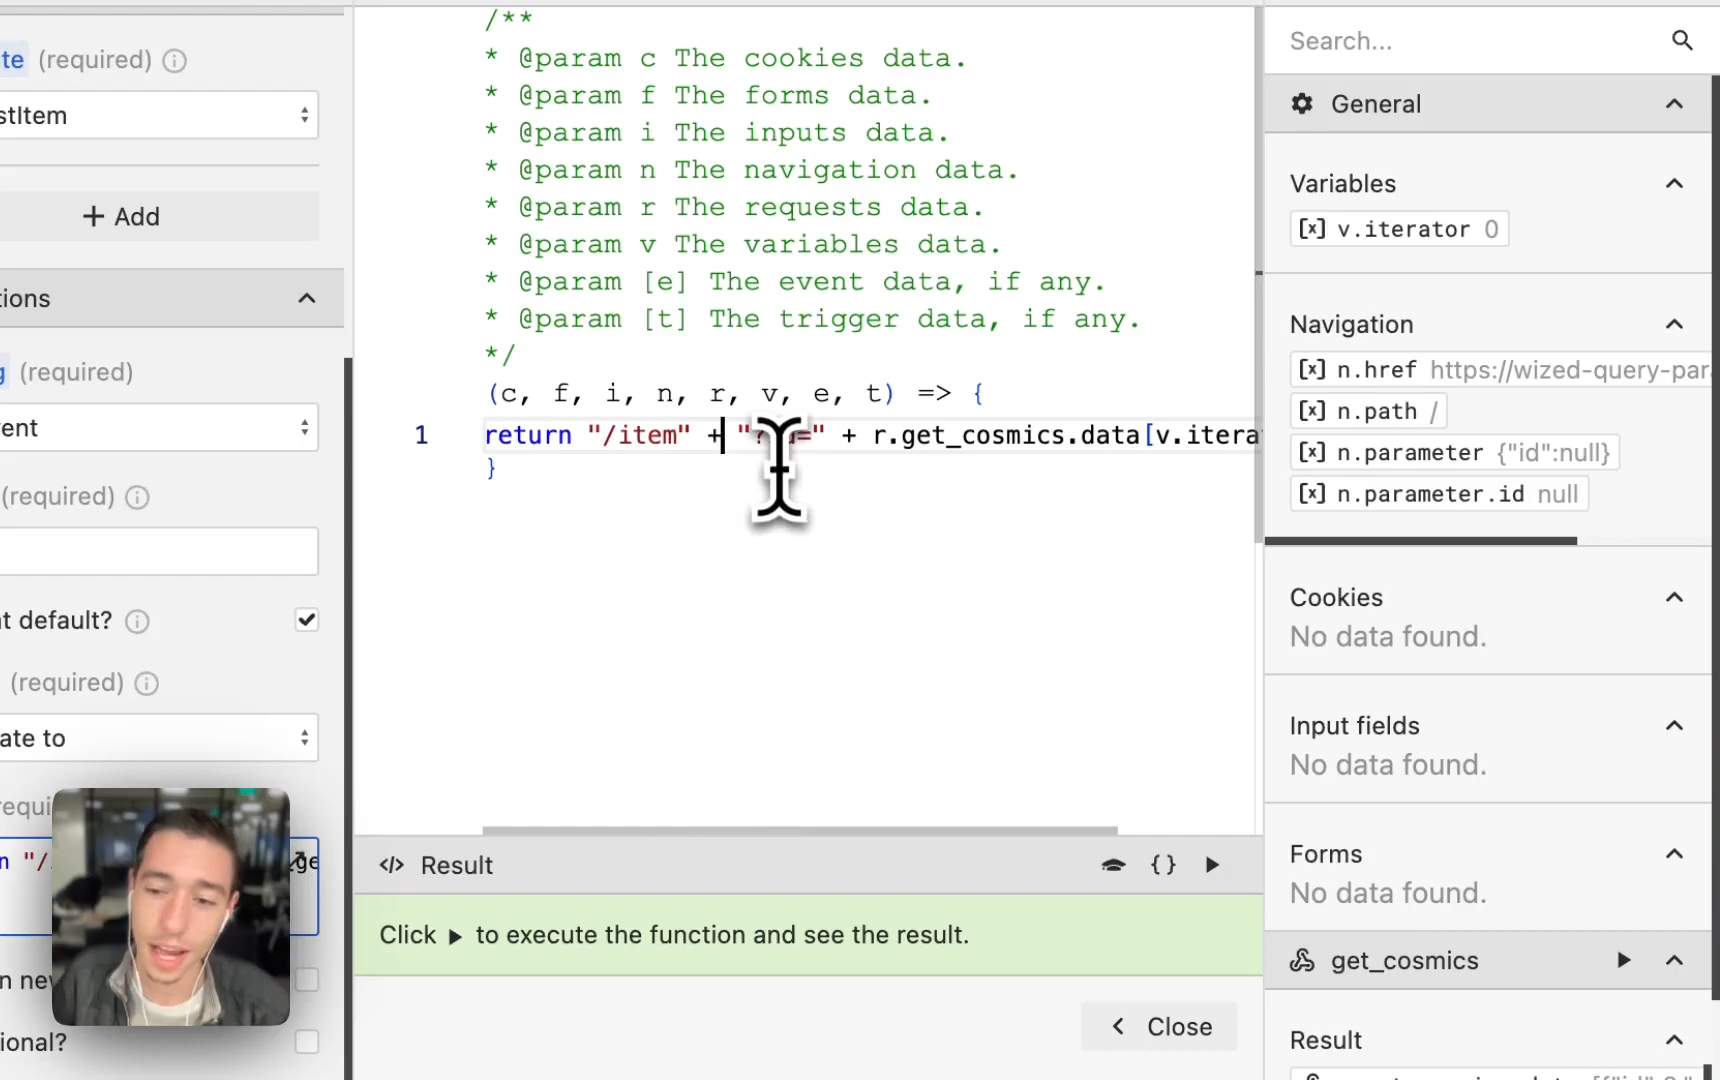 te (required)
stItem
+ Add
tions
g (required)
ent
(required)
t default?
(required)
ate to
requi
n "/
ge
n nev
ional?
/**
* @param c The cookies data.
* @param f The forms data.
* @param i The inputs data.
* @param n The navigation data.
* @param r The requests data.
* @param v The variables data.
* @param [e] The event data, if any.
* @param [t] The trigger data, if any.
*/
(c, f, i, n, r, v, e, t) => {
1 return "/item" + "?id=" + r.get_cosmics.data[v.itera
}
</> Result
{}
Click ▶ to execute the function and see the result.
< Close
Search...
General
Variables
[x] v.iterator 0
Navigation
[x] n.href https://wized-query-par
[x] n.path /
[x] n.parameter {"id":null}
[x] n.parameter.id null
Cookies
No data found.
Input fields
No data found.
Forms
No data found.
get_cosmics
Result